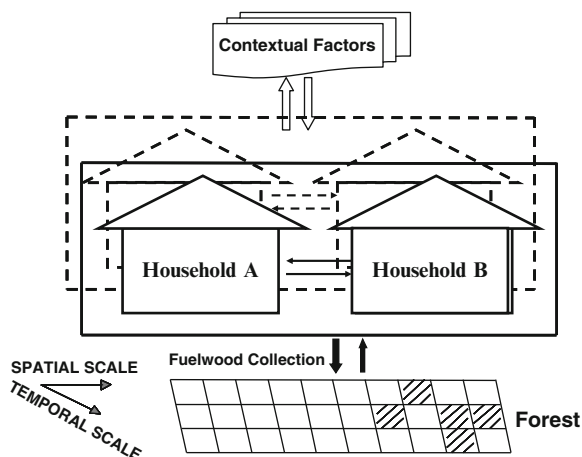 Contextual Factors
Household A
Household B
Fuelwood Collection
SPATIAL SCALE
TEMPORAL SCALE
Forest